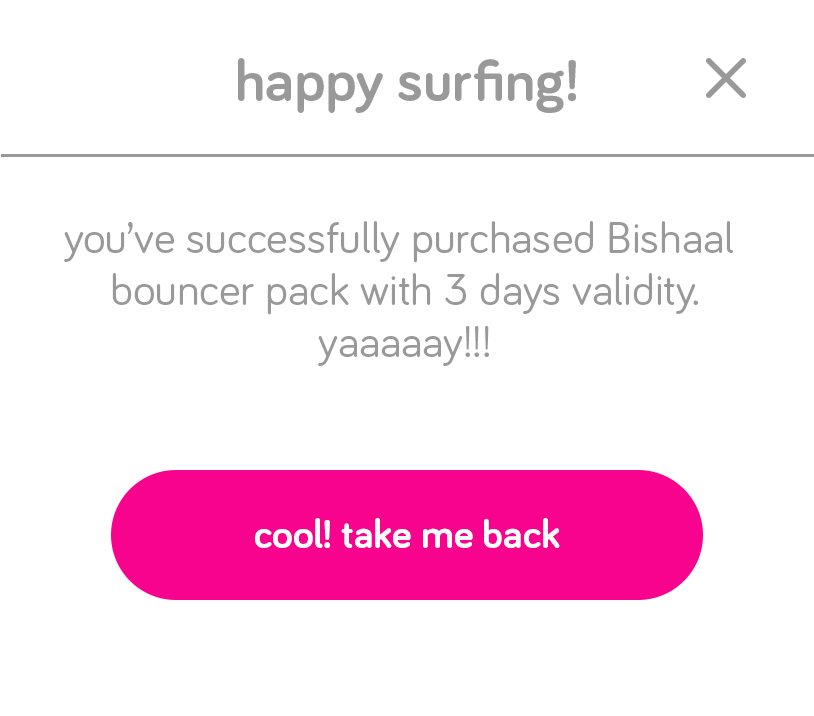 happy surfing!
you’ve successfully purchased Bishaal
bouncer pack with 3 days validity.
yaaaaay!!!
cool! take me back